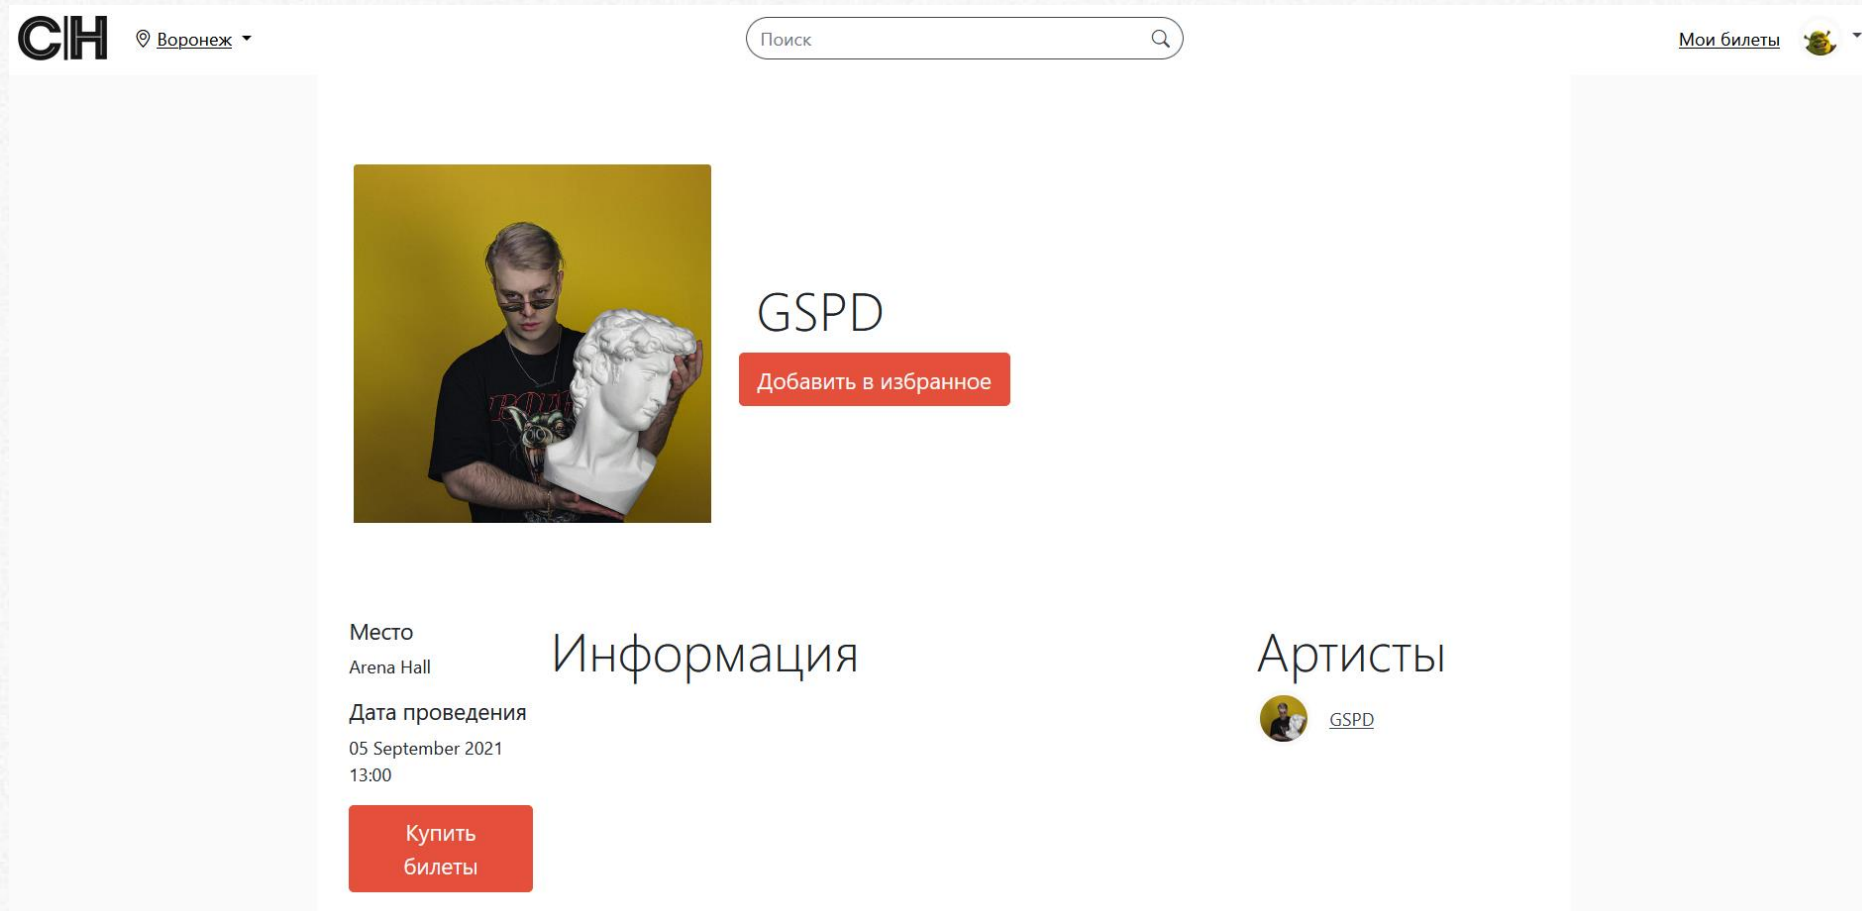 CH
Воронеж
Поиск
Мои билеты
GSPD
Добавить в избранное
Место
Arena Hall
Дата проведения
05 September 2021
13:00
Купить
билеты
Информация
Артисты
GSPD